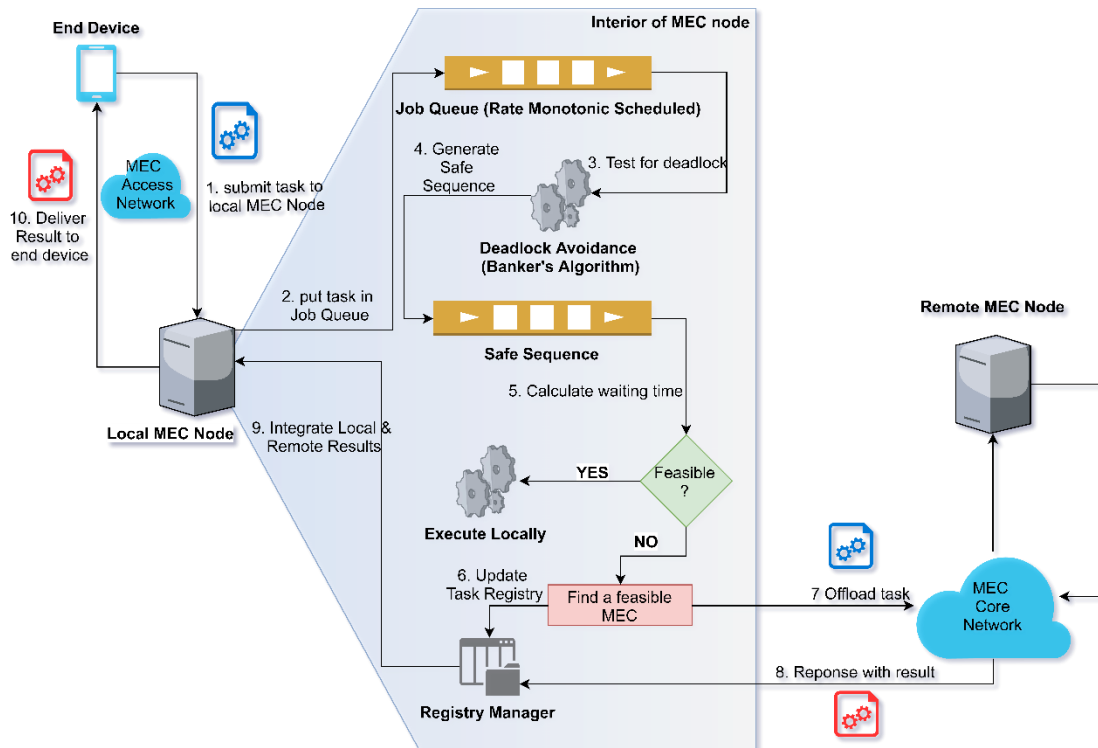 End Device
Interior of MEC node
Job Queue (Rate Monotonic Scheduled)
MEC
Access
Network
1. submit task to
local MEC Node
10. Deliver
Result to
end device
4. Generate
Safe
Sequence
3. Test for deadlock
Deadlock Avoidance
(Banker's Algorithm)
2. put task in
Job Queue
Safe Sequence
Remote MEC Node
5. Calculate waiting time
Local MEC Node
9. Integrate Local &
Remote Results
Feasible
?
YES
Execute Locally
NO
6. Update
Task Registry
Find a feasible
MEC
7 Offload task
MEC
Core
Network
8. Reponse with result
Registry Manager